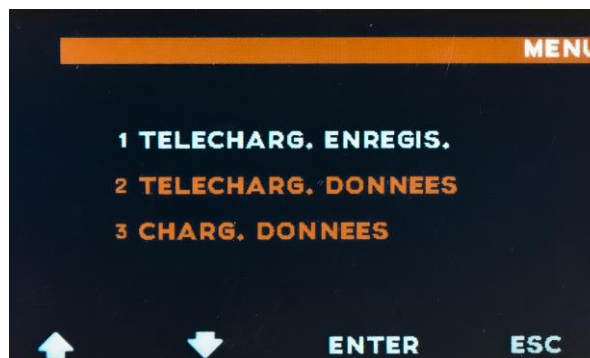 MENU
1 TELECHARG. ENREGIS.
2 TELECHARG. DONNEES
3 CHARG. DONNEES
ENTER ESC